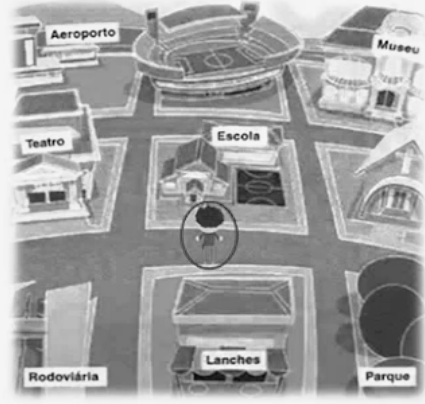 Aeroporto
Museu
Teatro
Escola
Lanches
Rodoviária
Parque